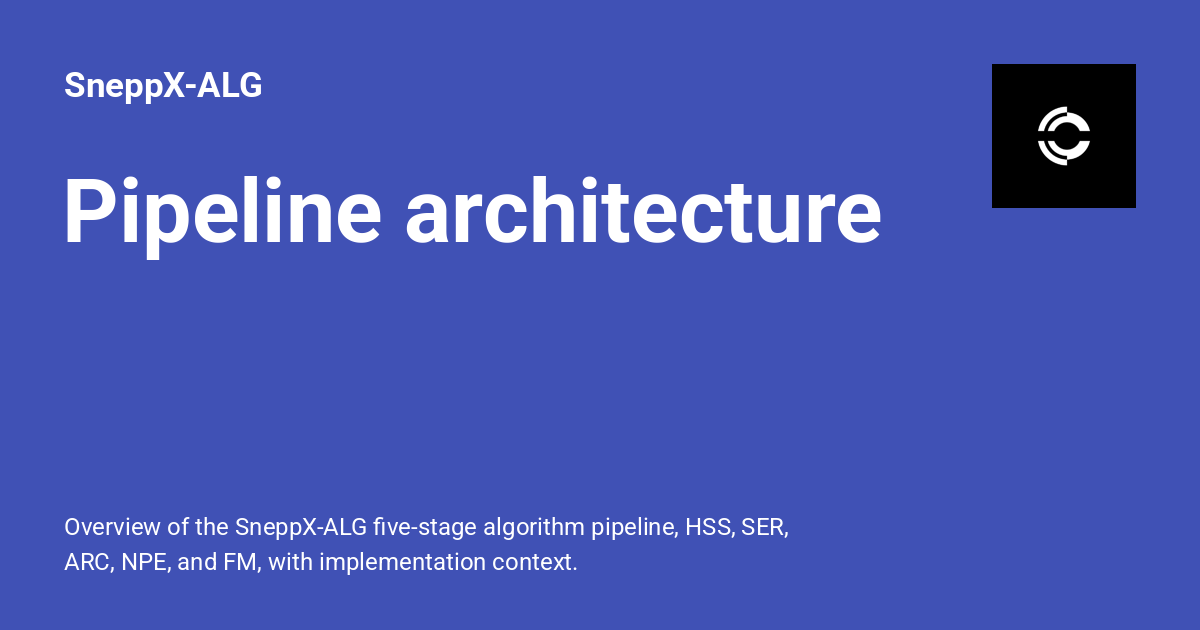 SneppX-ALG
Pipeline architecture
Overview of the SneppX-ALG five-stage algorithm pipeline, HSS, SER,
ARC, NPE, and FM, with implementation context.